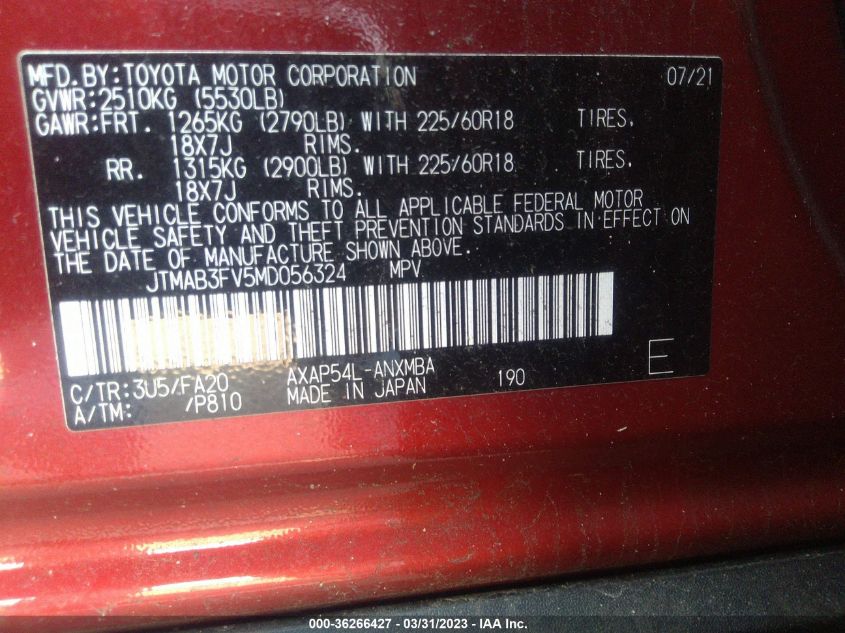 MFD.BY:TOYOTA MOTOR CORPORATION 07/21
GVWR:2510KG (5530LB)
GAWR:FRT. 1265KG (2790LB) WITH 225/60R18 TIRES.
18X7J RIMS.
RR. 1315KG (2900LB) WITH 225/60R18 TIRES.
18X7J RIMS.
THIS VEHICLE CONFORMS TO ALL APPLICABLE FEDERAL MOTOR
VEHICLE SAFETY AND THEFT PREVENTION STANDARDS IN EFFECT ON
THE DATE OF MANUFACTURE SHOWN ABOVE.
JTMAB3FV5MD056324 MPV
C/TR:3U5/FA20 AXAP54L-ANXMBA 190 E
A/TM: /P810 MADE IN JAPAN
000-36266427 - 03/31/2023 - IAA Inc.